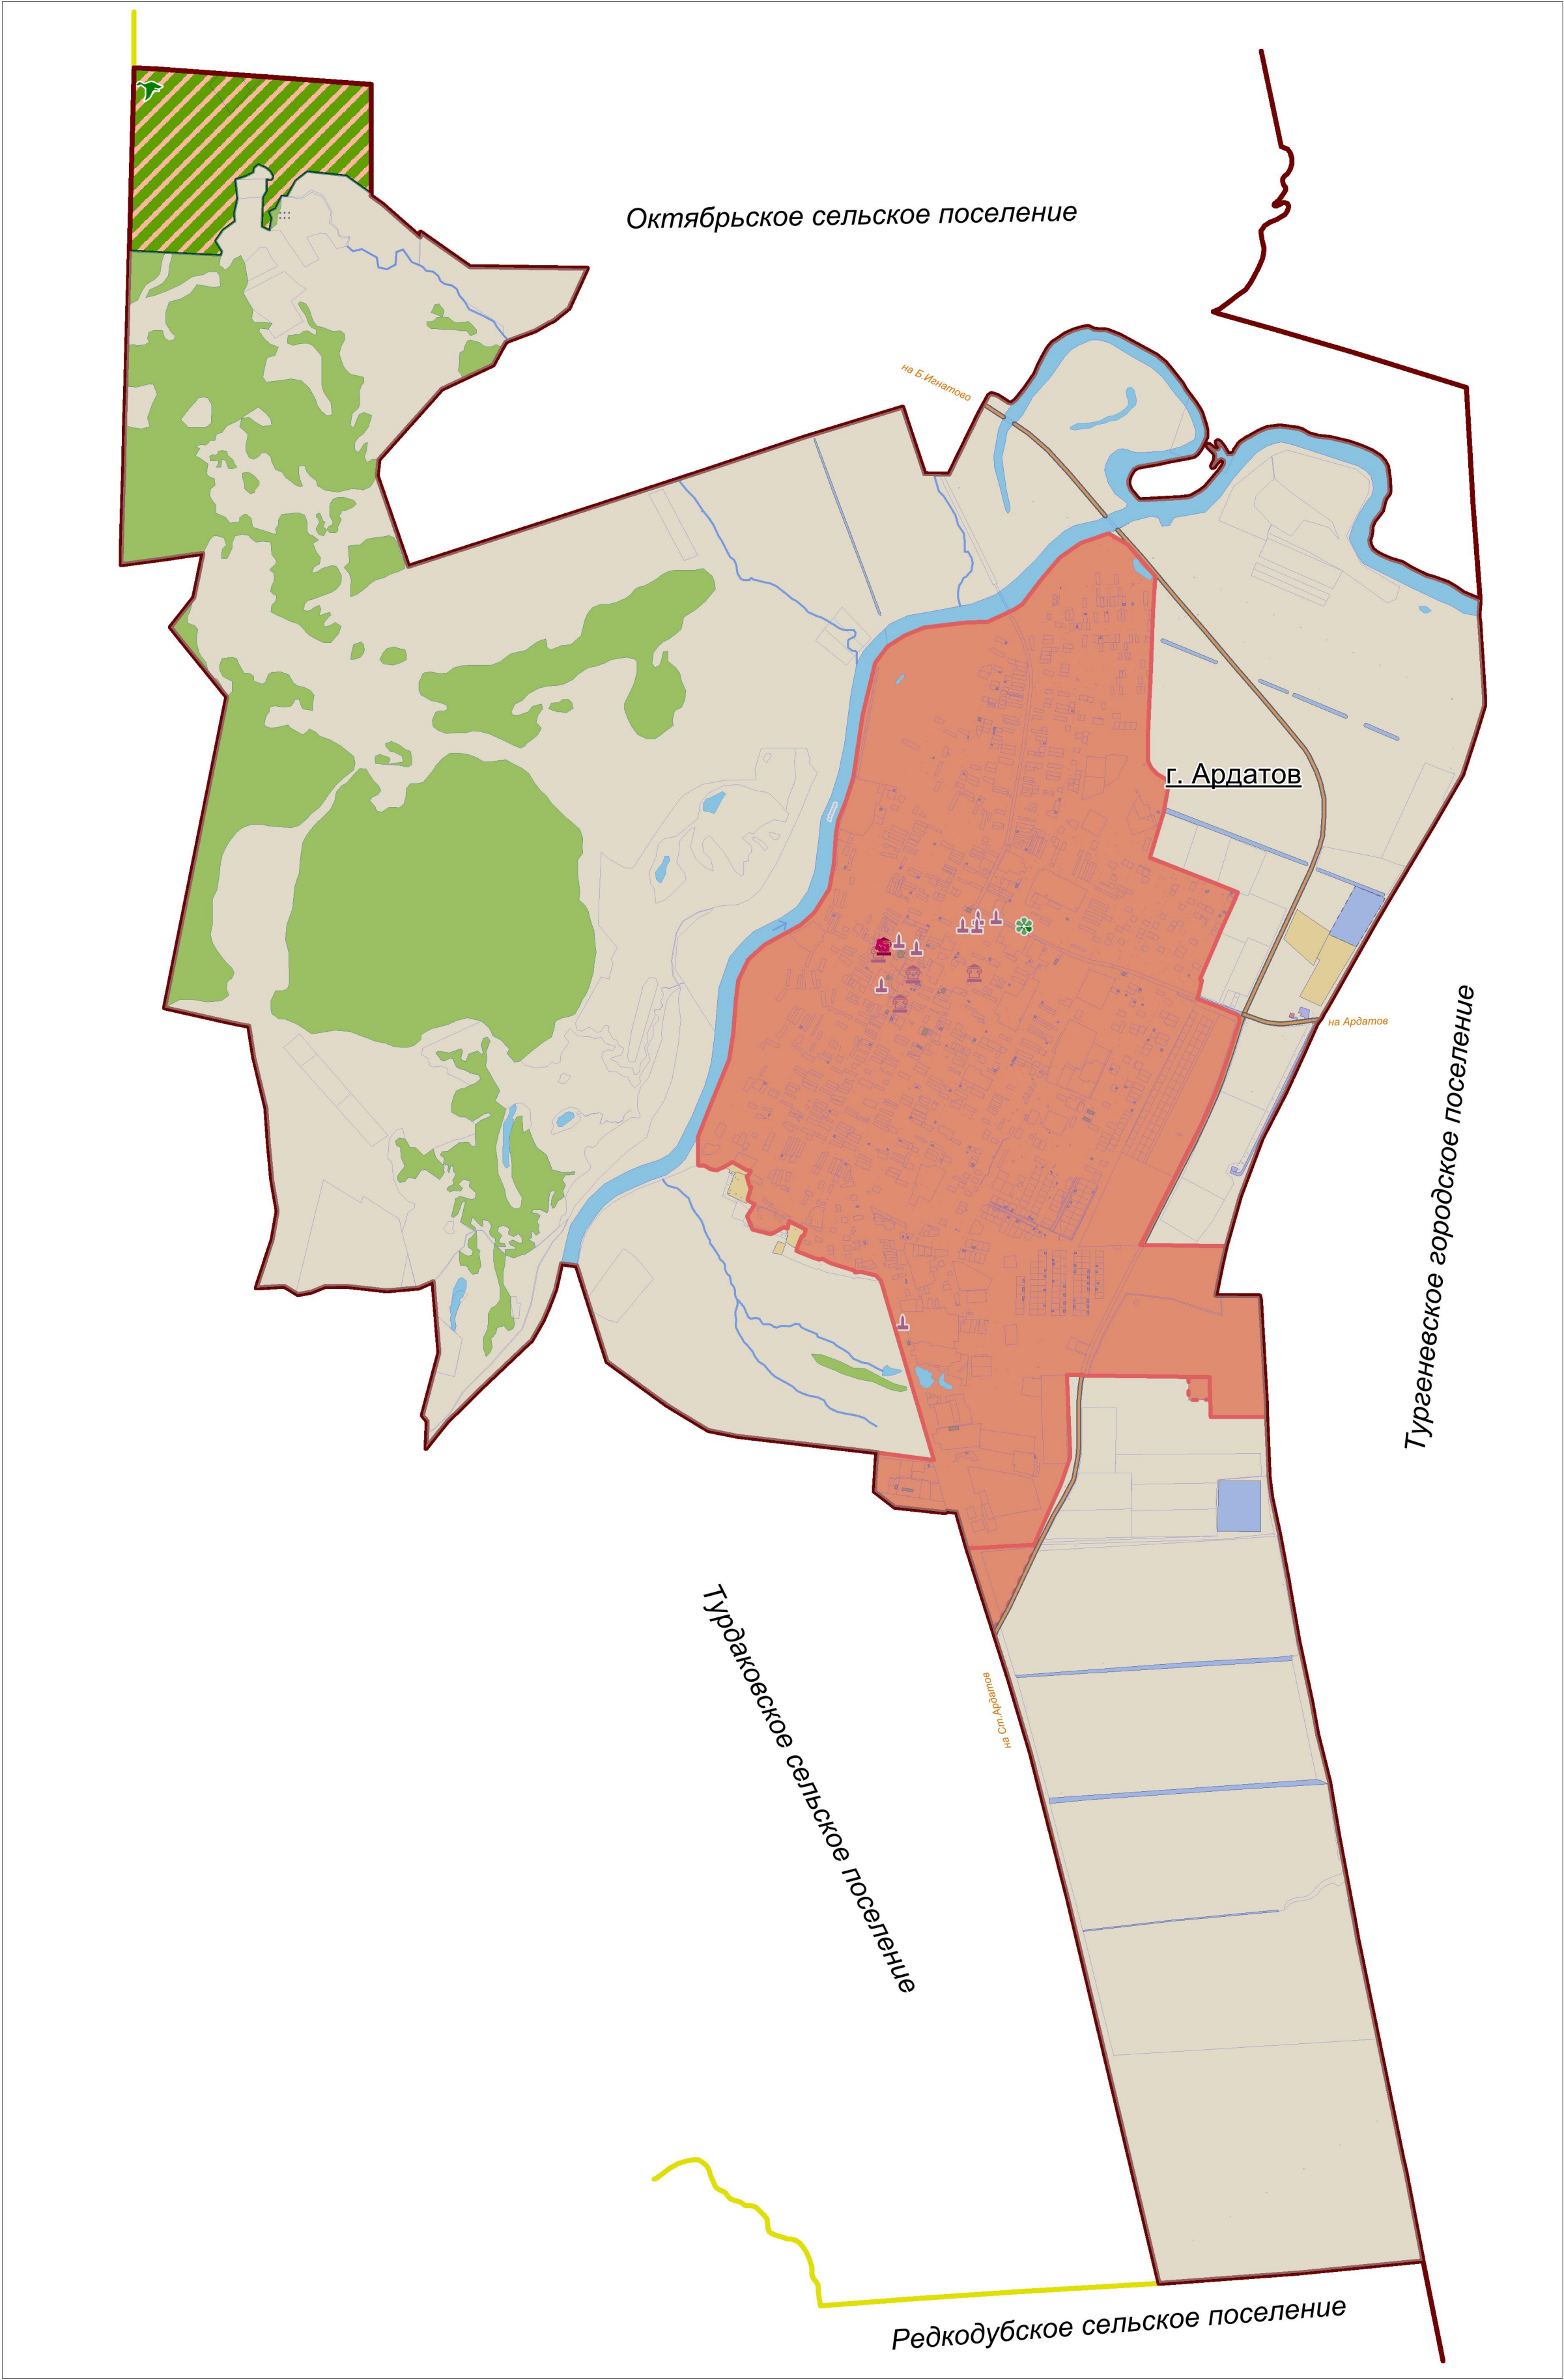 Октябрьское сельское поселение
на Б.Игнатово
г. Ардатов
на Ардатов
Тургеневское городское поселение
Турдаковское сельское поселение
на Ст.Ардатов
Редкодубское сельское поселение